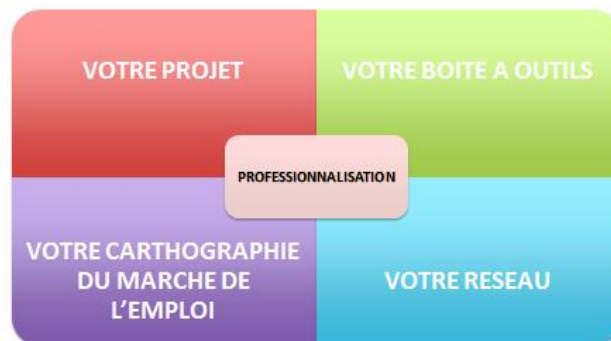 VOTRE PROJET
VOTRE BOITE A OUTILS
PROFESSIONNALISATION
VOTRE CARTHOGRAPHIE
DU MARCHE DE
L'EMPLOI
VOTRE RESEAU